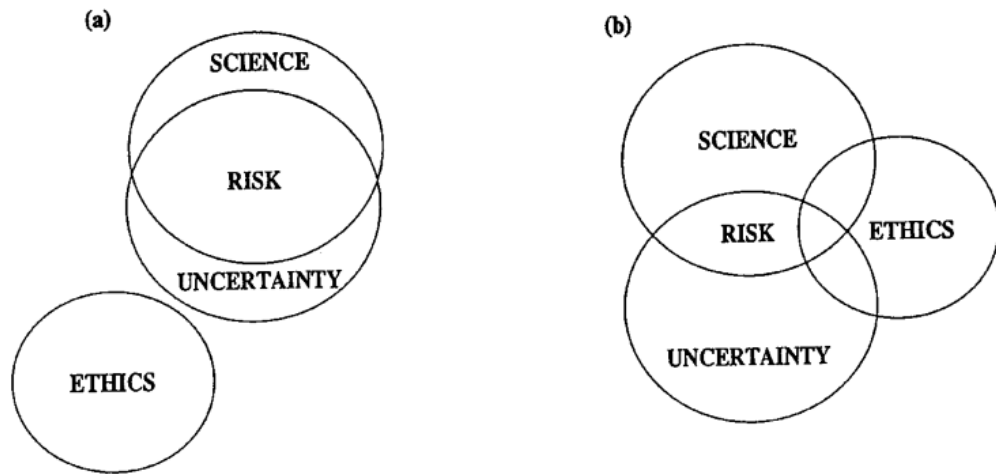 (a)
SCIENCE
RISK
UNCERTAINTY
ETHICS
(b)
SCIENCE
RISK
ETHICS
UNCERTAINTY